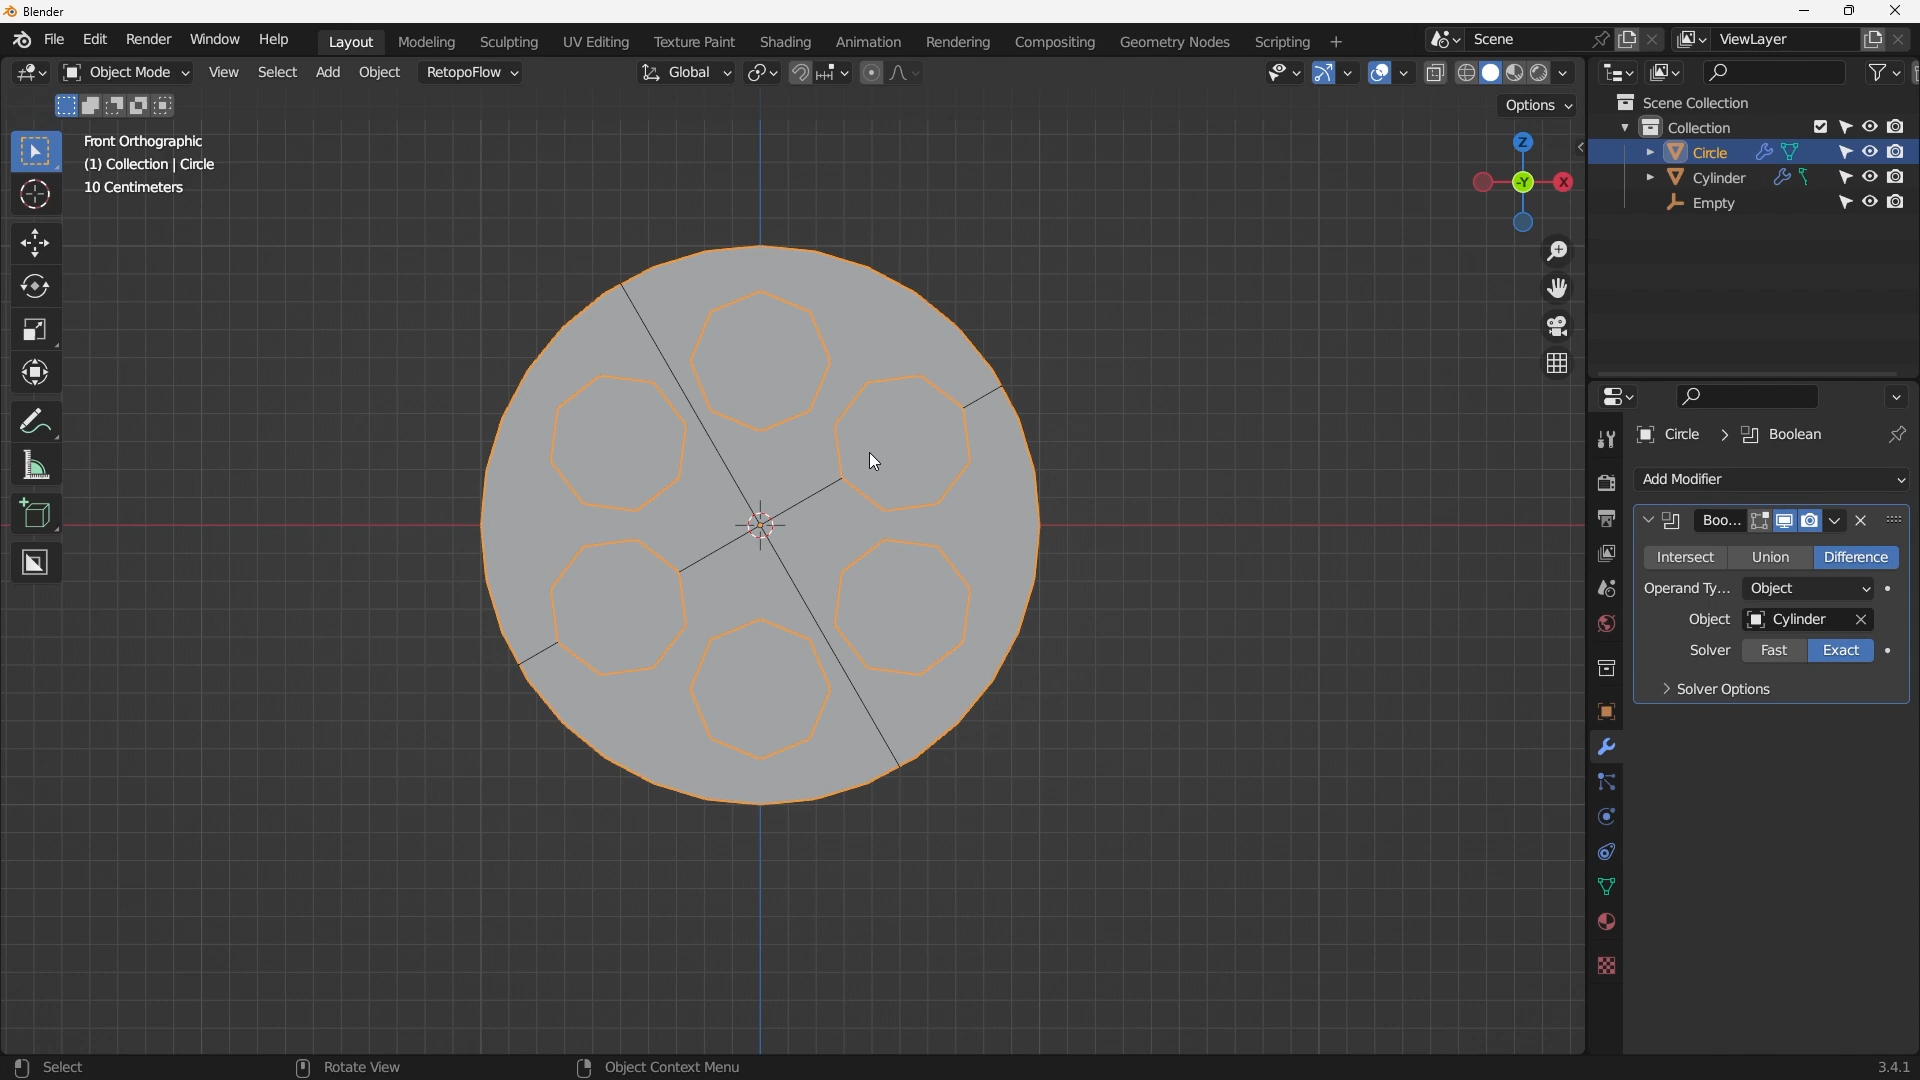 Blender
File Edit Render Window Help Layout Modeling Sculpting UV Editing Texture Paint Shading Animation Rendering Compositing Geometry Nodes Scripting + Scene ViewLayer
Object Mode View Select Add Object RetopoFlow Global
Options
Front Orthographic
(1) Collection | Circle
10 Centimeters
Z
-Y X
Scene Collection
Collection
Circle
Cylinder
Empty
Circle > Boolean
Add Modifier
Boo...
Intersect Union Difference
Operand Ty... Object
Object Cylinder
Solver Fast Exact
Solver Options
Select Rotate View Object Context Menu 3.4.1